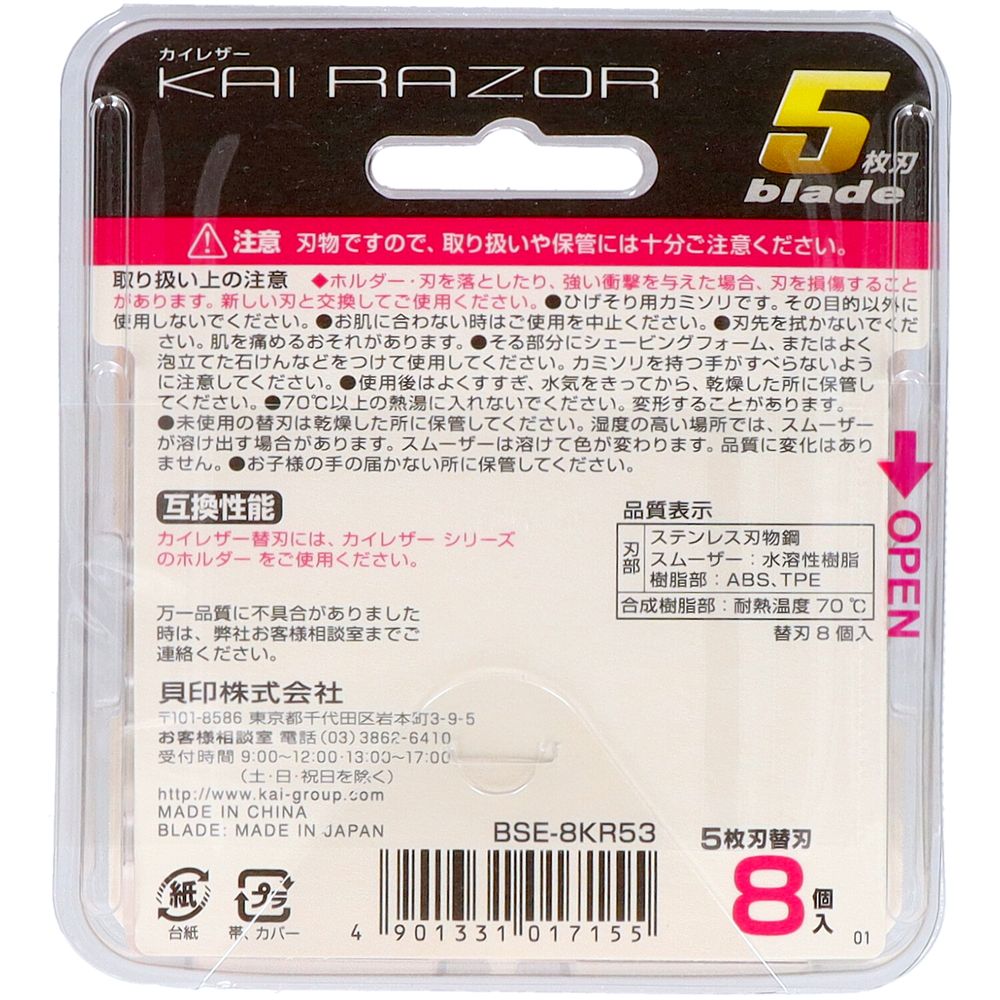 カイレザー
KAI RAZOR
5枚刃
blade
注意 刃物ですので、取り扱いや保管には十分ご注意ください。
取り扱い上の注意 ◆ホルダー・刃を落としたり、強い衝撃を与えた場合、刃を損傷すること
があります。新しい刃と交換してご使用ください。●ひげそり用カミソリです。その目的以外に
使用しないでください。●お肌に合わない時はご使用を中止ください。●刃先を拭かないでくだ
さい。肌を痛めるおそれがあります。●そる部分にシェービングフォーム、またはよく
泡立てた石けんなどをつけて使用してください。カミソリを持つ手がすべらないよう
に注意してください。●使用後はよくすすぎ、水気をきってから、乾燥した所に保管し
てください。●70℃以上の熱湯に入れないでください。変形することがあります。
●未使用の替刃は乾燥した所に保管してください。湿度の高い場所では、スムーザー
が溶け出す場合があります。スムーザーは溶けて色が変わります。品質に変化はあり
ません。●お子様の手の届かない所に保管してください。
OPEN
互換性能
カイレザー替刃には、カイレザー シリーズ
のホルダー をご使用ください。
品質表示
刃部
ステンレス刃物鋼
スムーザー：水溶性樹脂
樹脂部：ABS、TPE
合成樹脂部：耐熱温度 70℃
替刃 8 個入
万一品質に不具合がありました
時は、弊社お客様相談室までご
連絡ください。
貝印株式会社
〒101-8586 東京都千代田区岩本町3-9-5
お客様相談室 電話(03)3862-6410
受付時間 9:00~12:00・13:00~17:00
(土・日・祝日を除く)
http://www.kai-group.com
MADE IN CHINA
BLADE: MADE IN JAPAN
BSE-8KR53
5枚刃替刃
8個入
紙
台紙
プラ
帯、カバー
4 901331 017155
01